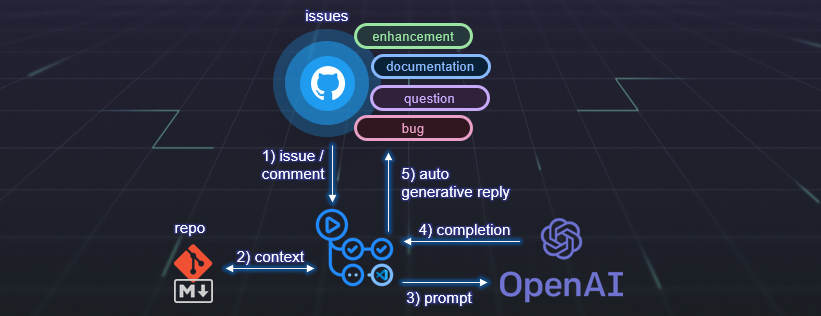 issues
enhancement
documentation
question
bug
1) issue /
comment
5) auto
generative reply
repo
2) context
4) completion
3) prompt
OpenAI
M